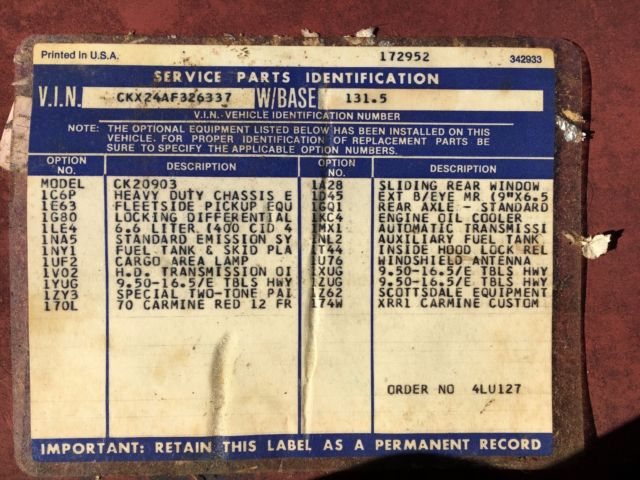 Printed in U.S.A. 172952 342933
SERVICE PARTS IDENTIFICATION
V.I.N. CKX24AF326337 W/BASE 131.5
V.I.N.-VEHICLE IDENTIFICATION NUMBER
NOTE: THE OPTIONAL EQUIPMENT LISTED BELOW HAS BEEN INSTALLED ON THIS
VEHICLE. FOR PROPER IDENTIFICATION OF REPLACEMENT PARTS BE
SURE TO SPECIFY THE APPLICABLE OPTION NUMBERS.
OPTION NO. DESCRIPTION OPTION NO. DESCRIPTION
MODEL CK20903 1A28 SLIDING REAR WINDOW
1C6P HEAVY DUTY CHASSIS E 1D45 EXT B/EYE MR (9"X6.5
1E63 FLEETSIDE PICKUP EQU 1GQ1 REAR AXLE - STANDARD
1G80 LOCKING DIFFERENTIAL 1KC4 ENGINE OIL COOLER
1LE4 6.6 LITER (400 CID 4 1MX1 AUTOMATIC TRANSMISSI
1NA5 STANDARD EMISSION SY 1NL2 AUXILIARY FUEL TANK
1NY1 FUEL TANK & SKID PLA 1T44 INSIDE HOOD LOCK REL
1UF2 CARGO AREA LAMP 1U76 WINDSHIELD ANTENNA
1V02 H.D. TRANSMISSION OI 1XUG 9.50-16.5/E TBLS HWY
1YUG 9.50-16.5/E TBLS HWY 1ZUG 9.50-16.5/E TBLS HWY
1ZY3 SPECIAL TWO-TONE PAI 1Z62 SCOTTSDALE EQUIPMENT
170L 70 CARMINE RED 12 FR 174W XRR1 CARMINE CUSTOM
ORDER NO 4LU127
IMPORTANT: RETAIN THIS LABEL AS A PERMANENT RECORD